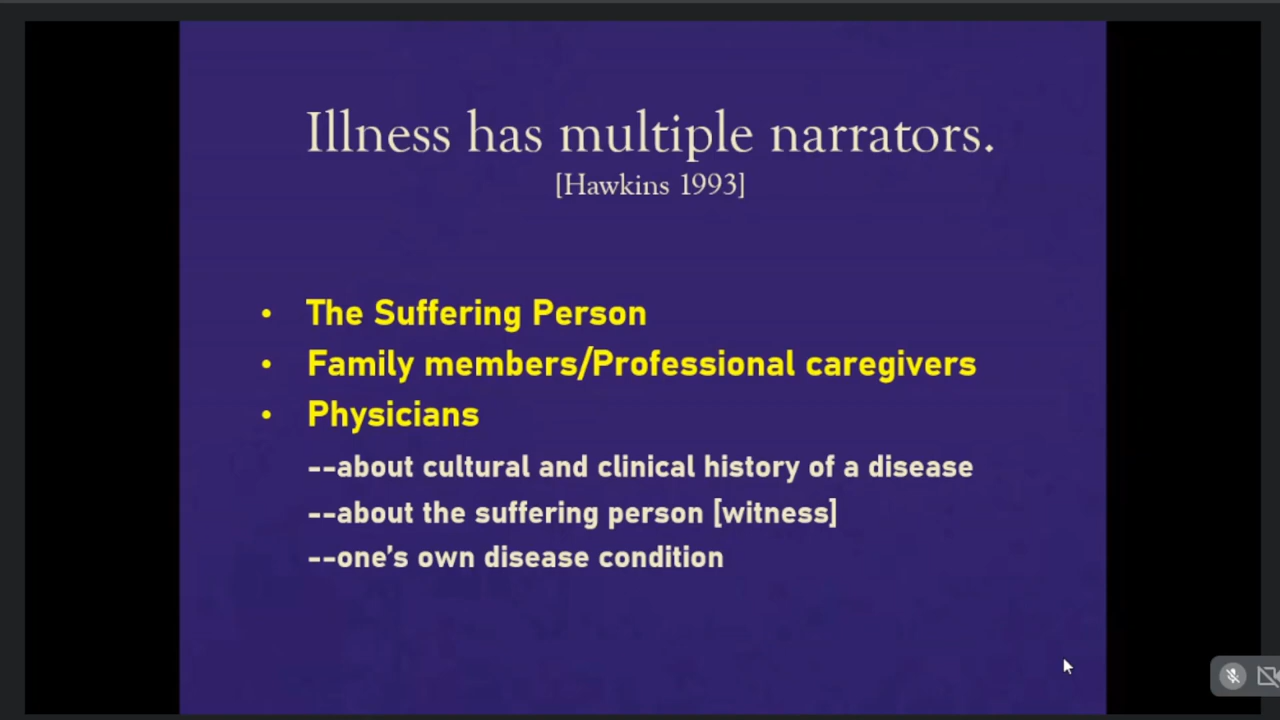 Illness has multiple narrators.
[Hawkins 1993]
• The Suffering Person
• Family members/Professional caregivers
• Physicians
--about cultural and clinical history of a disease
--about the suffering person [witness]
--one's own disease condition